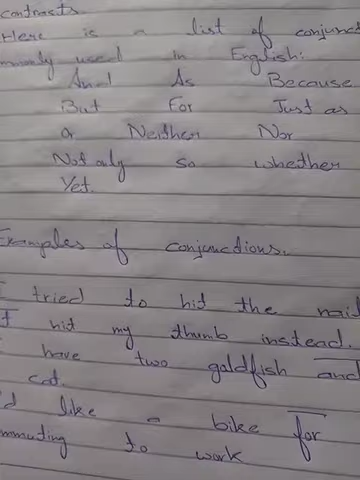 contrasts
Here is a list of conjunct
mmonly used in English:
And As Because
But For Just as
or Neither Nor
Not only so whether
Yet.
Examples of conjunctions.
I tried to hit the nail
t hit my thumb instead.
have two goldfish and
cat.
d like a bike for
mmuting to work